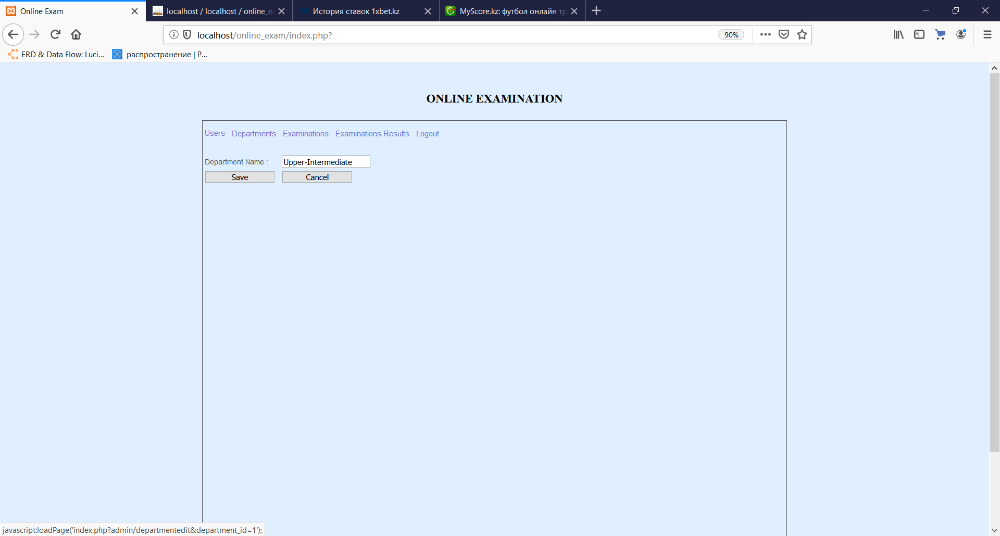 Online Exam
localhost / localhost / online_e
История ставок 1xbet.kz
MyScore.kz: футбол онлайн тр
localhost/online_exam/index.php?
90%
ERD & Data Flow: Luci...
распространение | P...
ONLINE EXAMINATION
Users Departments Examinations Examinations Results Logout
Department Name : Upper-Intermediate
Save Cancel
javascript:loadPage('index.php?admin/departmentedit&department_id=1');